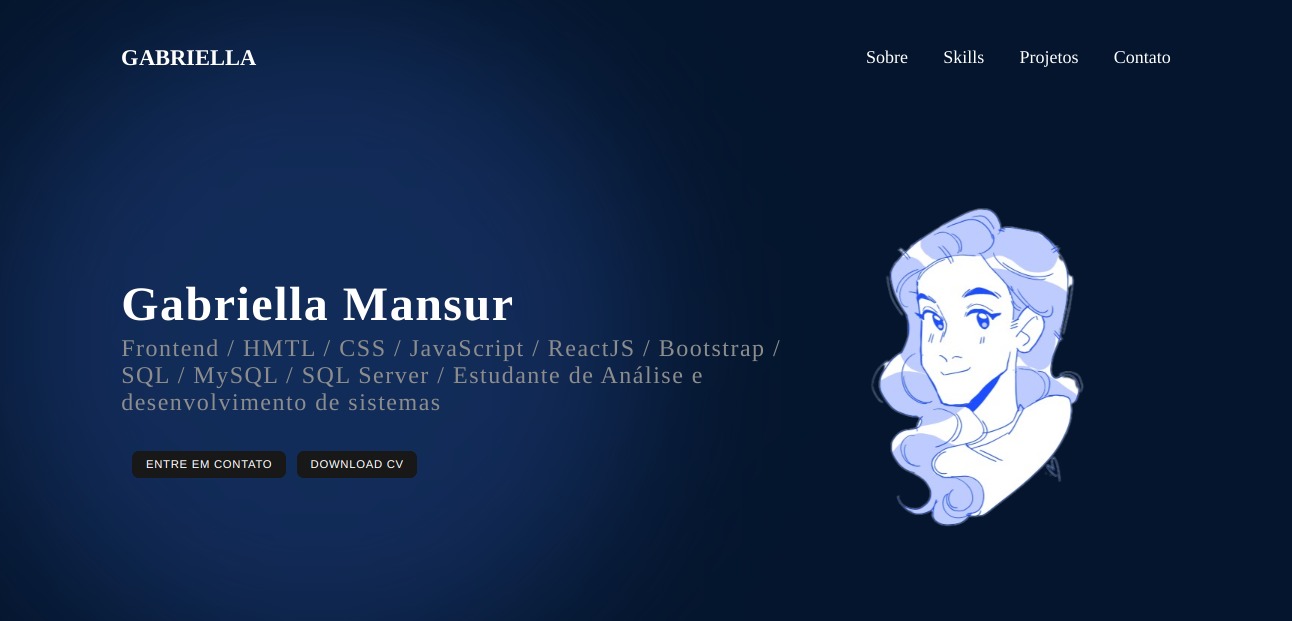 GABRIELLA
Sobre Skills Projetos Contato
Gabriella Mansur
Frontend / HMTL / CSS / JavaScript / ReactJS / Bootstrap /
SQL / MySQL / SQL Server / Estudante de Análise e
desenvolvimento de sistemas
ENTRE EM CONTATO
DOWNLOAD CV